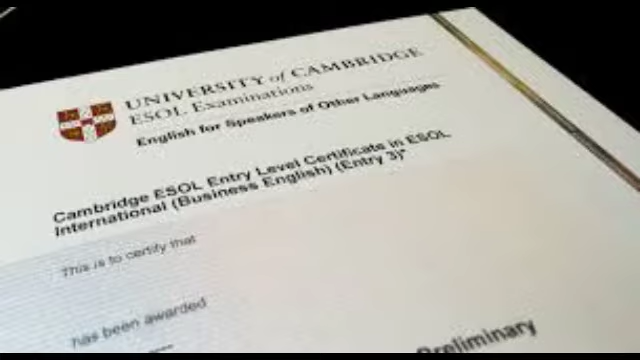 UNIVERSITY of CAMBRIDGE
ESOL Examinations
English for Speakers of Other Languages
Cambridge ESOL Entry Level Certificate in ESOL
International (Business English) (Entry 3)*
This is to certify that
has been awarded
Preliminary